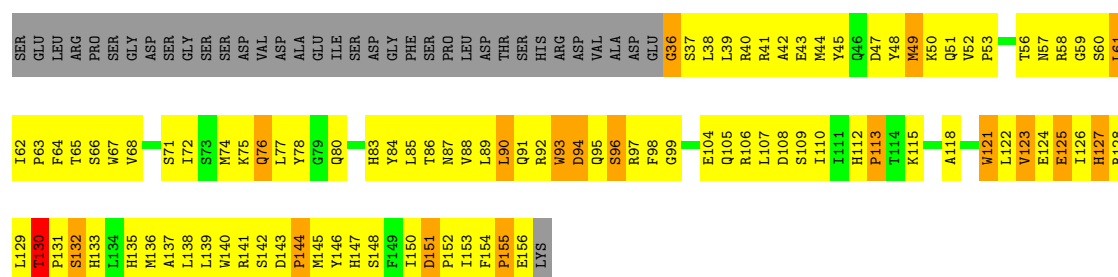 SER GLU LEU ARG PRO SER GLY ASP SER GLY SER SER ASP VAL ASP ALA GLU ILE SER ASP GLY PHE SER PRO LEU ASP THR SER HIS ARG ASP VAL ALA ASP GLU G36 S37 L38 L39 R40 R41 A42 E43 M44 Y45 Q46 D47 Y48 M49 K50 Q51 V52 P53 T56 N57 R58 G59 S60 L61
I62 P63 F64 T65 S66 W67 V68 S71 I72 S73 M74 K75 Q76 L77 Y78 G79 Q80 H83 Y84 L85 T86 N87 V88 L89 L90 Q91 R92 W93 D94 Q95 S96 R97 F98 G99 E104 Q105 R106 L107 D108 S109 I110 I111 H112 P113 T114 K115 A118 W121 L122 V123 E124 E125 I126 H127 R128
L129 T130 P131 S132 H133 L134 H135 M136 A137 L138 L139 W140 R141 S142 D143 P144 M145 Y146 H147 S148 F149 I150 D151 P152 I153 F154 P155 E156 LYS